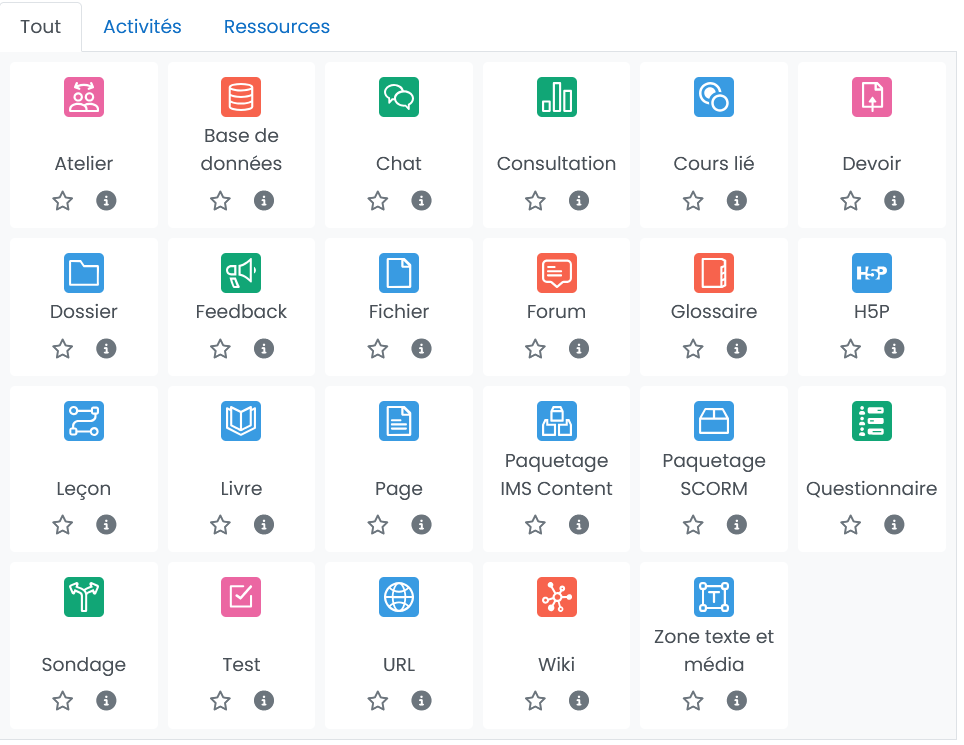 Tout
Activités
Ressources
Atelier
Base de
données
Chat
Consultation
Cours lié
Devoir
Dossier
Feedback
Fichier
Forum
Glossaire
H5P
H5P
Leçon
Livre
Page
Paquetage
IMS Content
Paquetage
SCORM
Questionnaire
Sondage
Test
URL
Wiki
T
Zone texte et
média